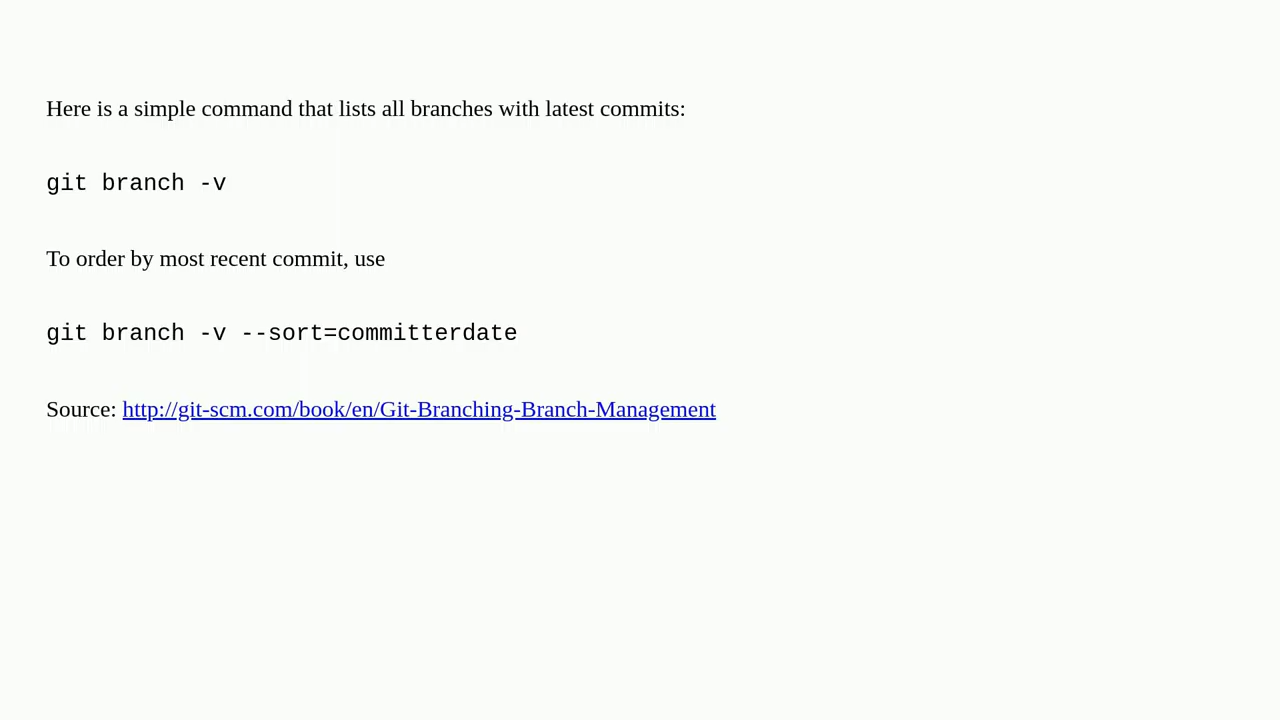 Here is a simple command that lists all branches with latest commits:
git branch -v
To order by most recent commit, use
git branch -v --sort=committerdate
Source: http://git-scm.com/book/en/Git-Branching-Branch-Management